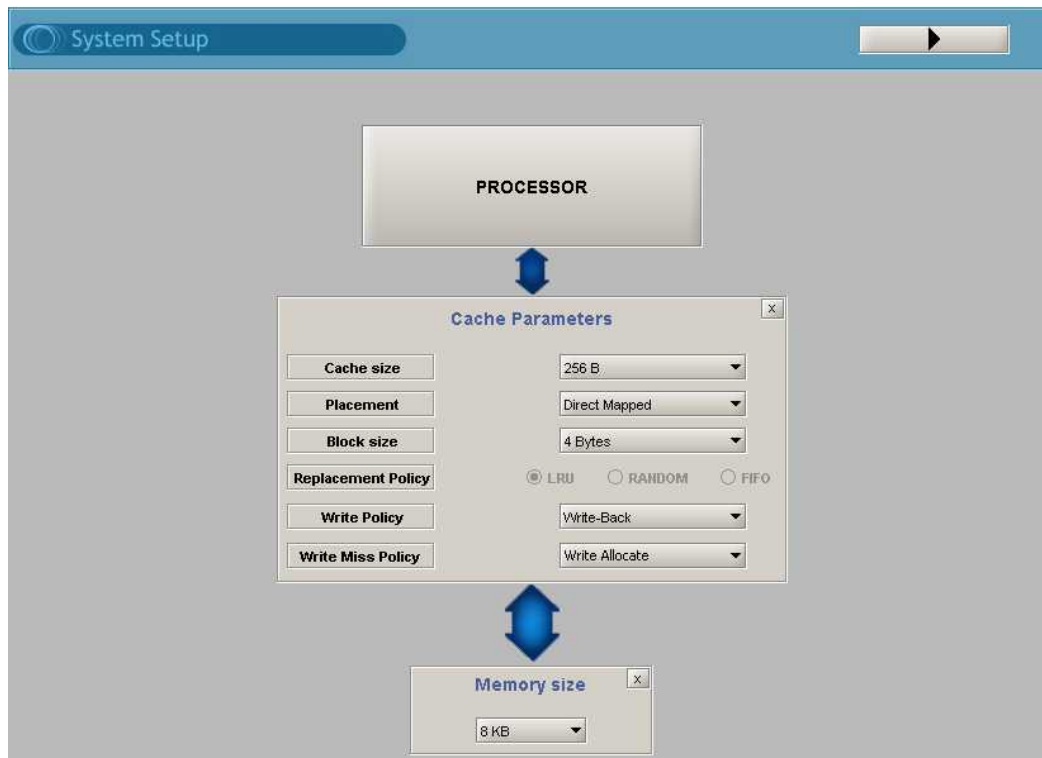 System Setup
PROCESSOR
x
Cache Parameters
Cache size 256 B
Placement Direct Mapped
Block size 4 Bytes
Replacement Policy LRU RANDOM FIFO
Write Policy Write-Back
Write Miss Policy Write Allocate
Memory size x
8 KB